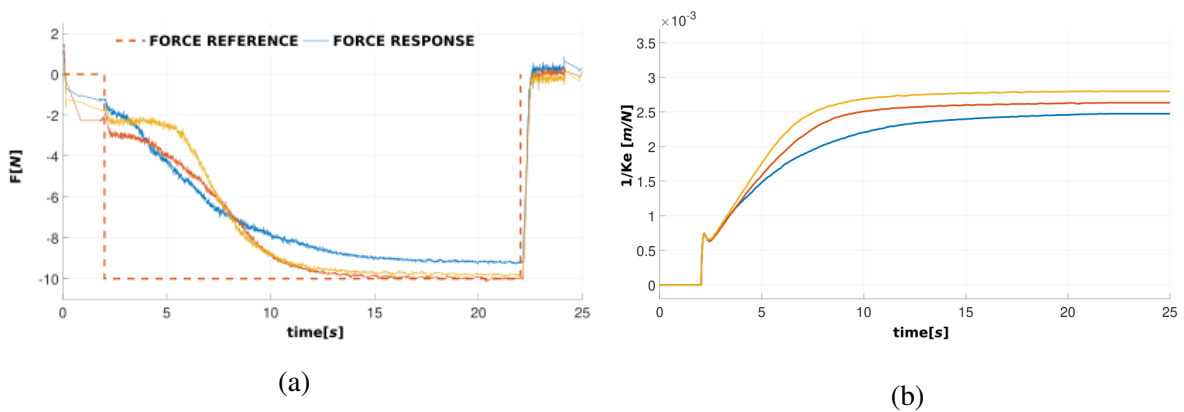 FORCE REFERENCE FORCE RESPONSE
2
0
-2
-4
-6
-8
-10
F[N]
0 5 10 15 20 25
time[s]
(a)
×10⁻³
3.5
3
2.5
2
1.5
1
0.5
0
1/Ke [m/N]
0 5 10 15 20 25
time[s]
(b)